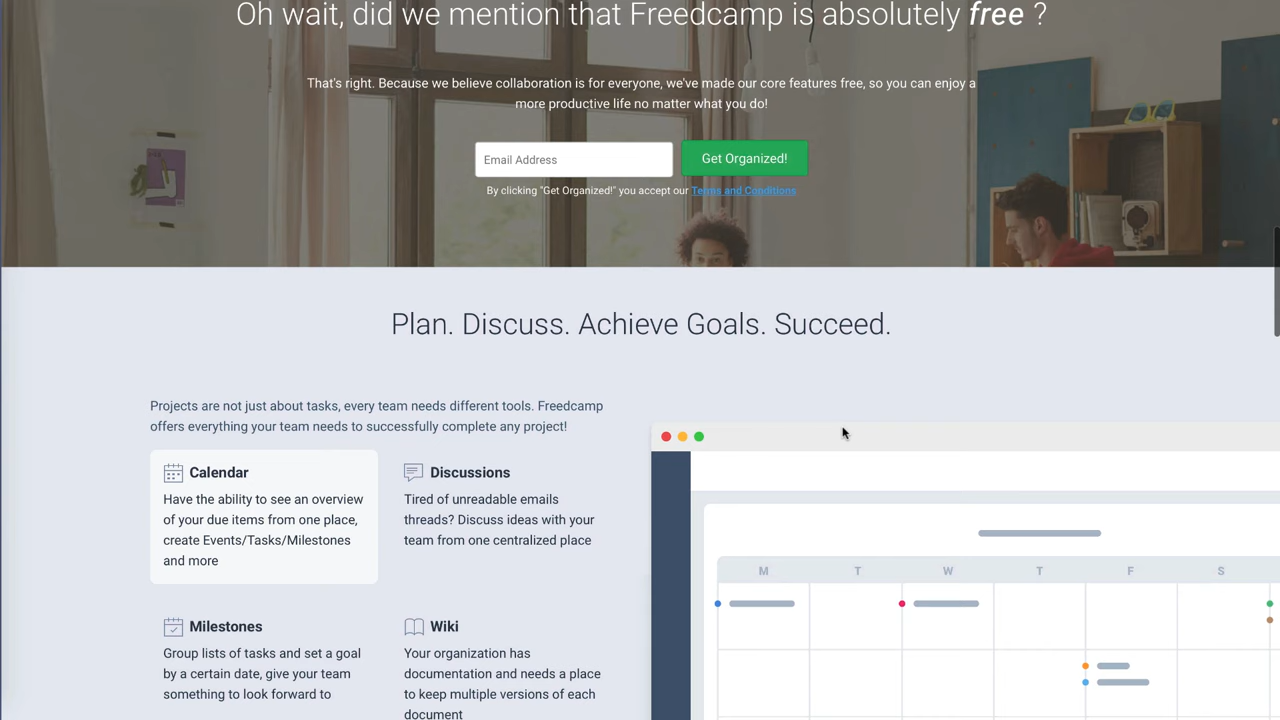 Oh wait, did we mention that Freedcamp is absolutely free ?
That's right. Because we believe collaboration is for everyone, we've made our core features free, so you can enjoy a
more productive life no matter what you do!
Email Address
Get Organized!
By clicking "Get Organized!" you accept our Terms and Conditions
Plan. Discuss. Achieve Goals. Succeed.
Projects are not just about tasks, every team needs different tools. Freedcamp
offers everything your team needs to successfully complete any project!
Calendar
Have the ability to see an overview
of your due items from one place,
create Events/Tasks/Milestones
and more
Discussions
Tired of unreadable emails
threads? Discuss ideas with your
team from one centralized place
Milestones
Group lists of tasks and set a goal
by a certain date, give your team
something to look forward to
Wiki
Your organization has
documentation and needs a place
to keep multiple versions of each
document
M T W T F S